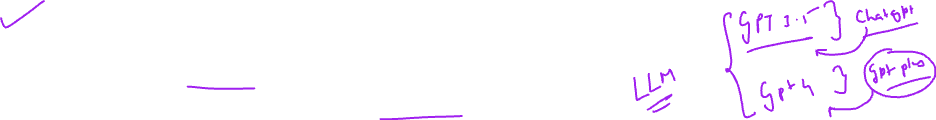 GPT 3.5 } Chatgpt
LLM {
Gpt 4 } Gpt plus